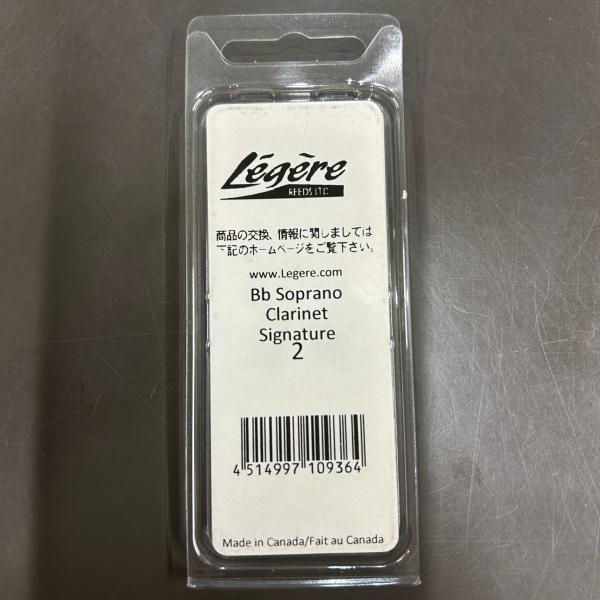 Légère
REEDS LTD
商品の交換、情報に関しましては
下記のホームページをご覧下さい。
www.Legere.com
Bb Soprano
Clarinet
Signature
2
4 514997 109364
Made in Canada/Fait au Canada